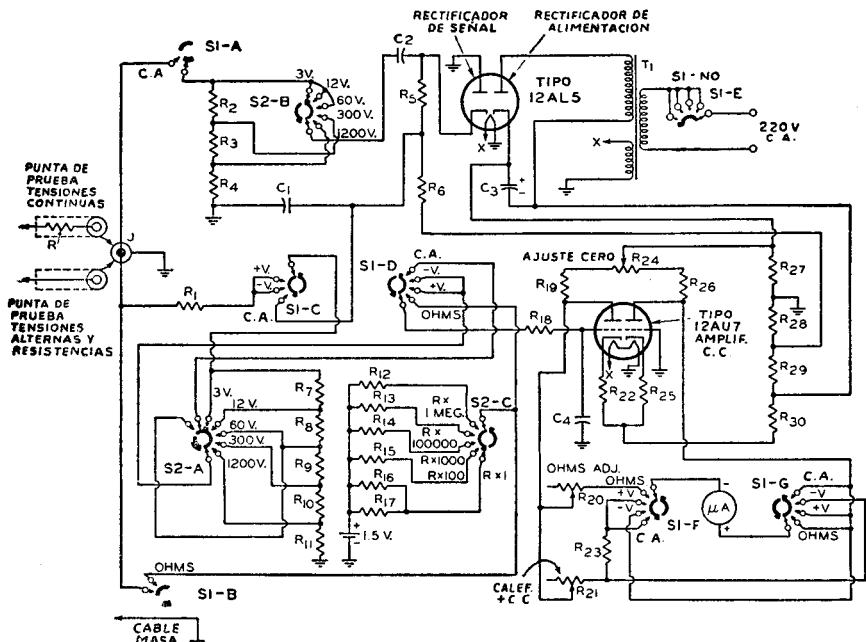 RECTIFICADOR
DE SEÑAL
RECTIFICADOR DE
ALIMENTACION
S1-A
C.A
C2
3V.
12V.
60 V.
300 V.
1200V.
S2-B
R2
R3
R4
R5
R6
TIPO
12AL5
X
T1
S1-NO
S1-E
220V
C.A.
X
C3
+
-
C1
PUNTA DE
PRUEBA
TENSIONES
CONTINUAS
R
J
PUNTA DE
PRUEBA
TENSIONES
ALTERNAS Y
RESISTENCIAS
R1
+V.
-V.
C.A.
S1-C
S1-D
C.A.
-V.
+V.
OHMS
AJUSTE CERO
R24
R19
R26
R18
TIPO
12AU7
AMPLIF.
C.C.
X
R22
R25
C4
R27
R28
R29
R30
3V.
12V.
60V.
300 V.
1200V.
S2-A
R7
R8
R9
R10
R11
R12
R13
R14
R15
R16
R17
R×
1 MEG.
R×
100000
R×1000
R×100
R×1
S2-C
+
-
1.5 V.
OHMS ADJ.
R20
OHMS
+V
-V
C.A.
S1-F
-
μA
+
S1-G
C.A.
-V
+V
OHMS
R23
CALEF.
+C C
R21
OHMS
S1-B
CABLE
MASA